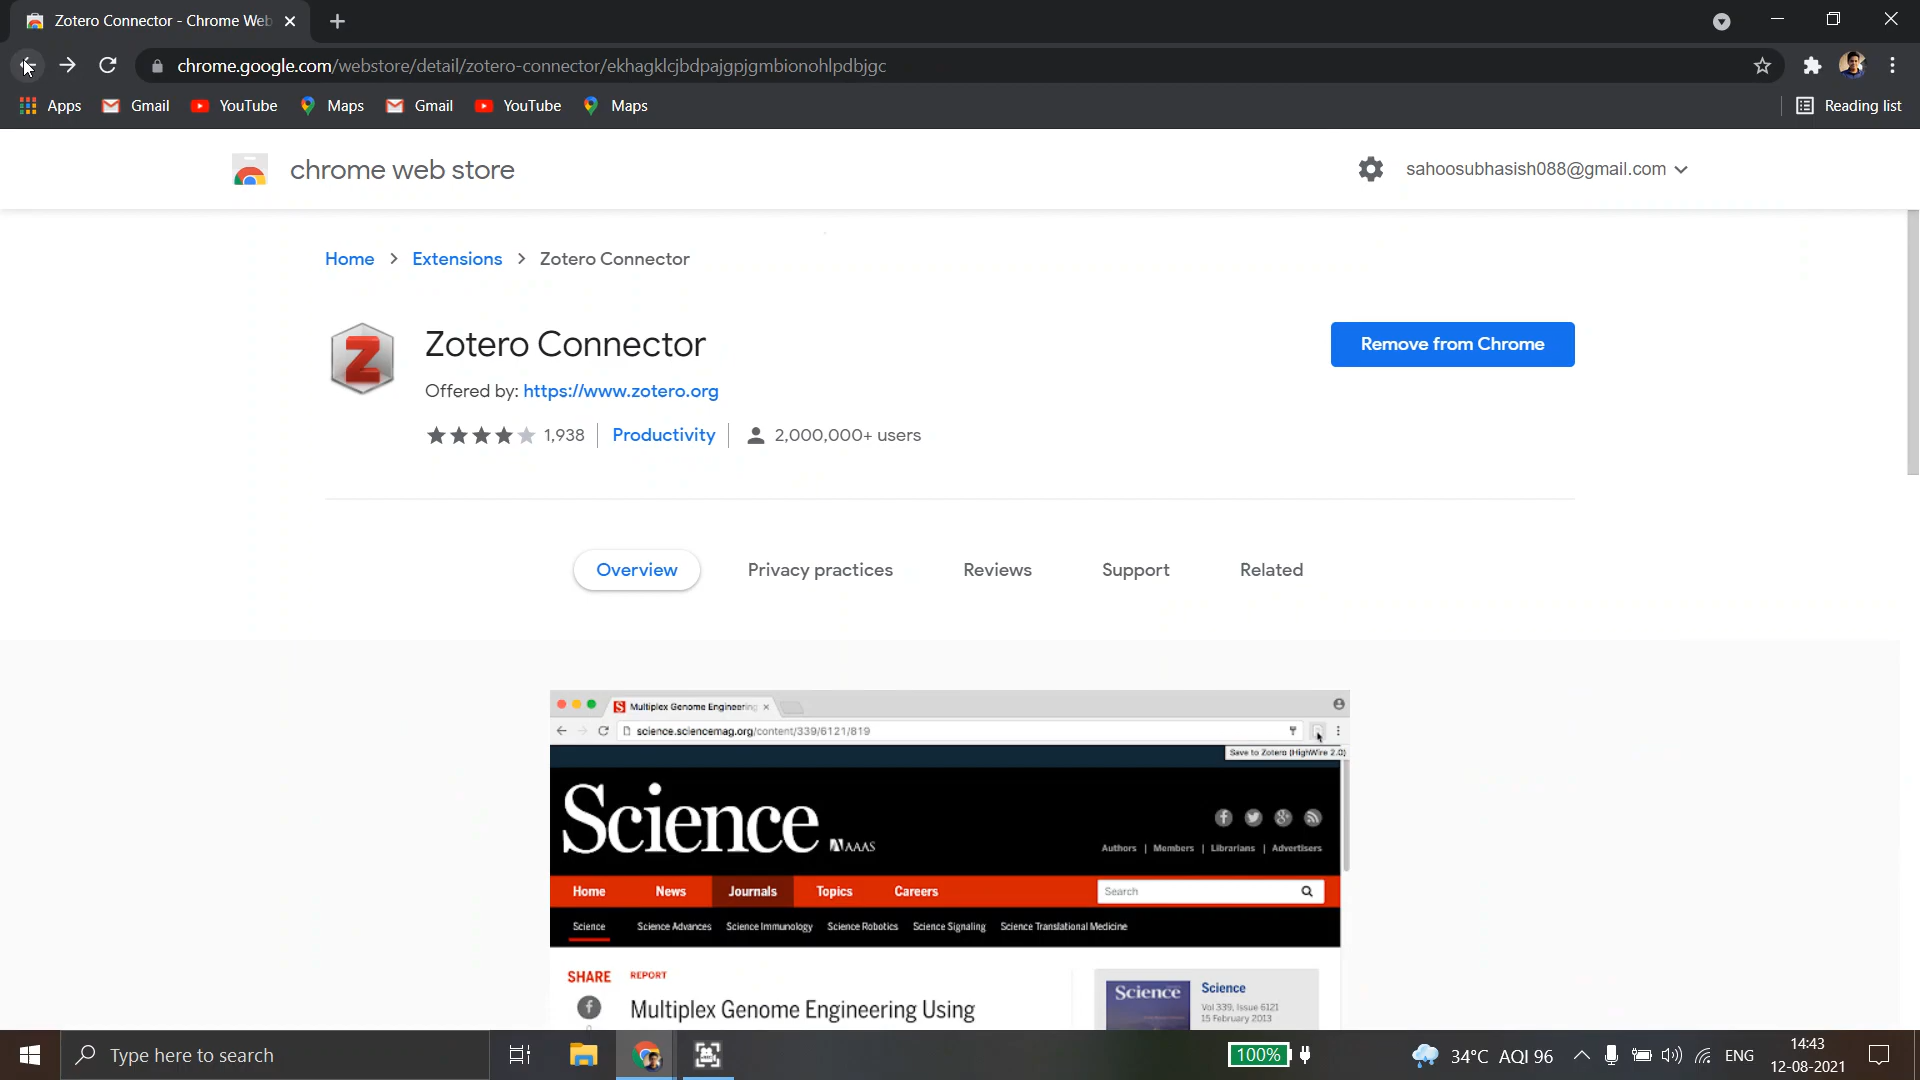 Zotero Connector - Chrome Web
chrome.google.com/webstore/detail/zotero-connector/ekhagklcjbdpajgpjgmbionohlpdbjgc
Apps Gmail YouTube Maps Gmail YouTube Maps Reading list
chrome web store sahoosubhasish088@gmail.com
Home > Extensions > Zotero Connector
Zotero Connector
Remove from Chrome
Offered by: https://www.zotero.org
1,938 Productivity 2,000,000+ users
Overview Privacy practices Reviews Support Related
Multiplex Genome Engineering
science.sciencemag.org/content/339/6121/819
Save to Zotero (HighWire 2.0)
Science AAAS
Authors | Members | Librarians | Advertisers
Home News Journals Topics Careers Search
Science Science Advances Science Immunology Science Robotics Science Signaling Science Translational Medicine
SHARE REPORT
Multiplex Genome Engineering Using
Science
Science
Vol 339, Issue 6121
15 February 2013
Type here to search
100% 34°C AQI 96 ENG
14:43
12-08-2021